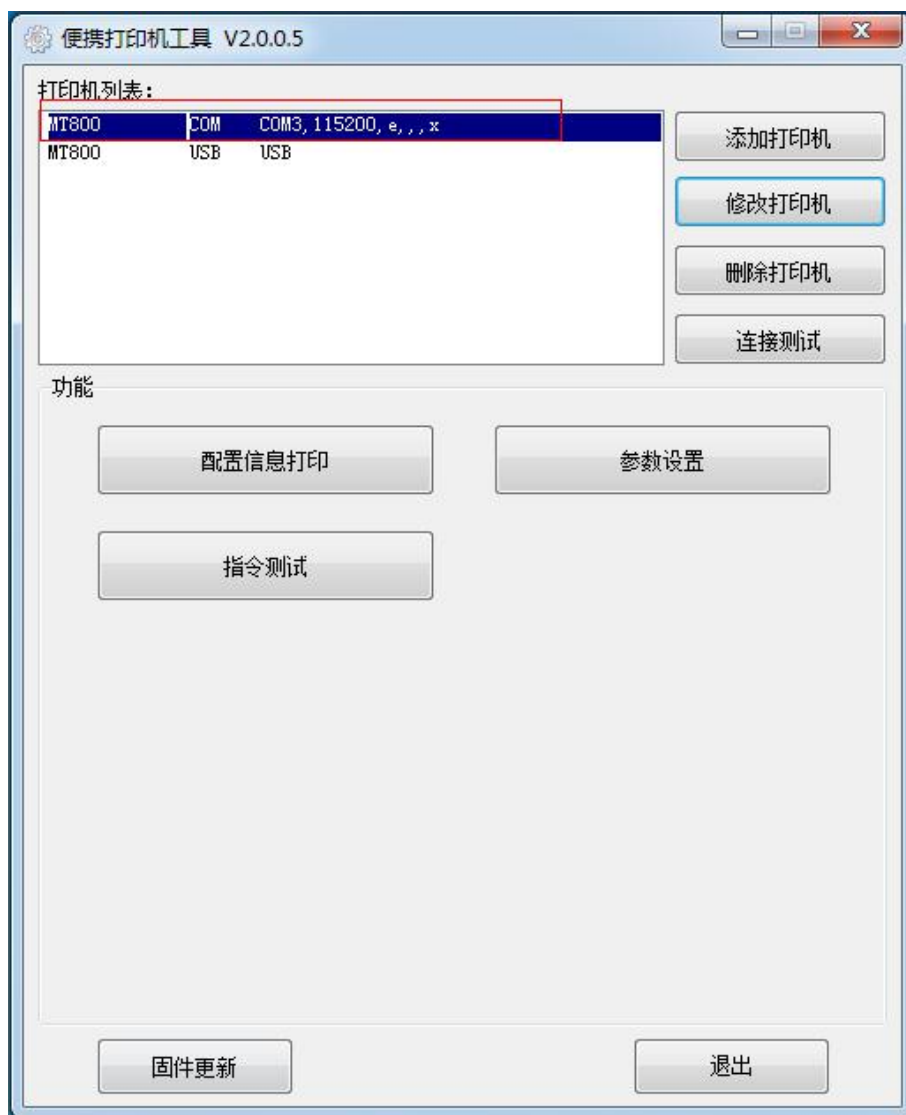 便携打印机工具 V2.0.0.5
打印机列表:
MT800 COM COM3,115200,e,,,x
MT800 USB USB
添加打印机
修改打印机
删除打印机
连接测试
功能
配置信息打印
参数设置
指令测试
固件更新
退出